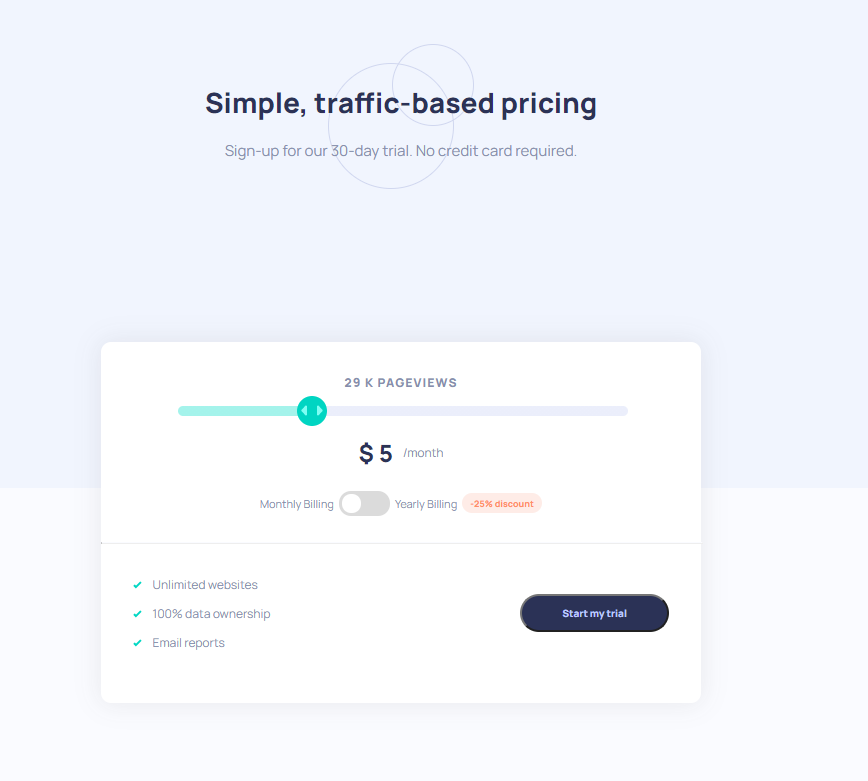 Simple, traffic-based pricing
Sign-up for our 30-day trial. No credit card required.
29 K PAGEVIEWS
$ 5 /month
Monthly Billing Yearly Billing -25% discount
Unlimited websites
100% data ownership
Email reports
Start my trial